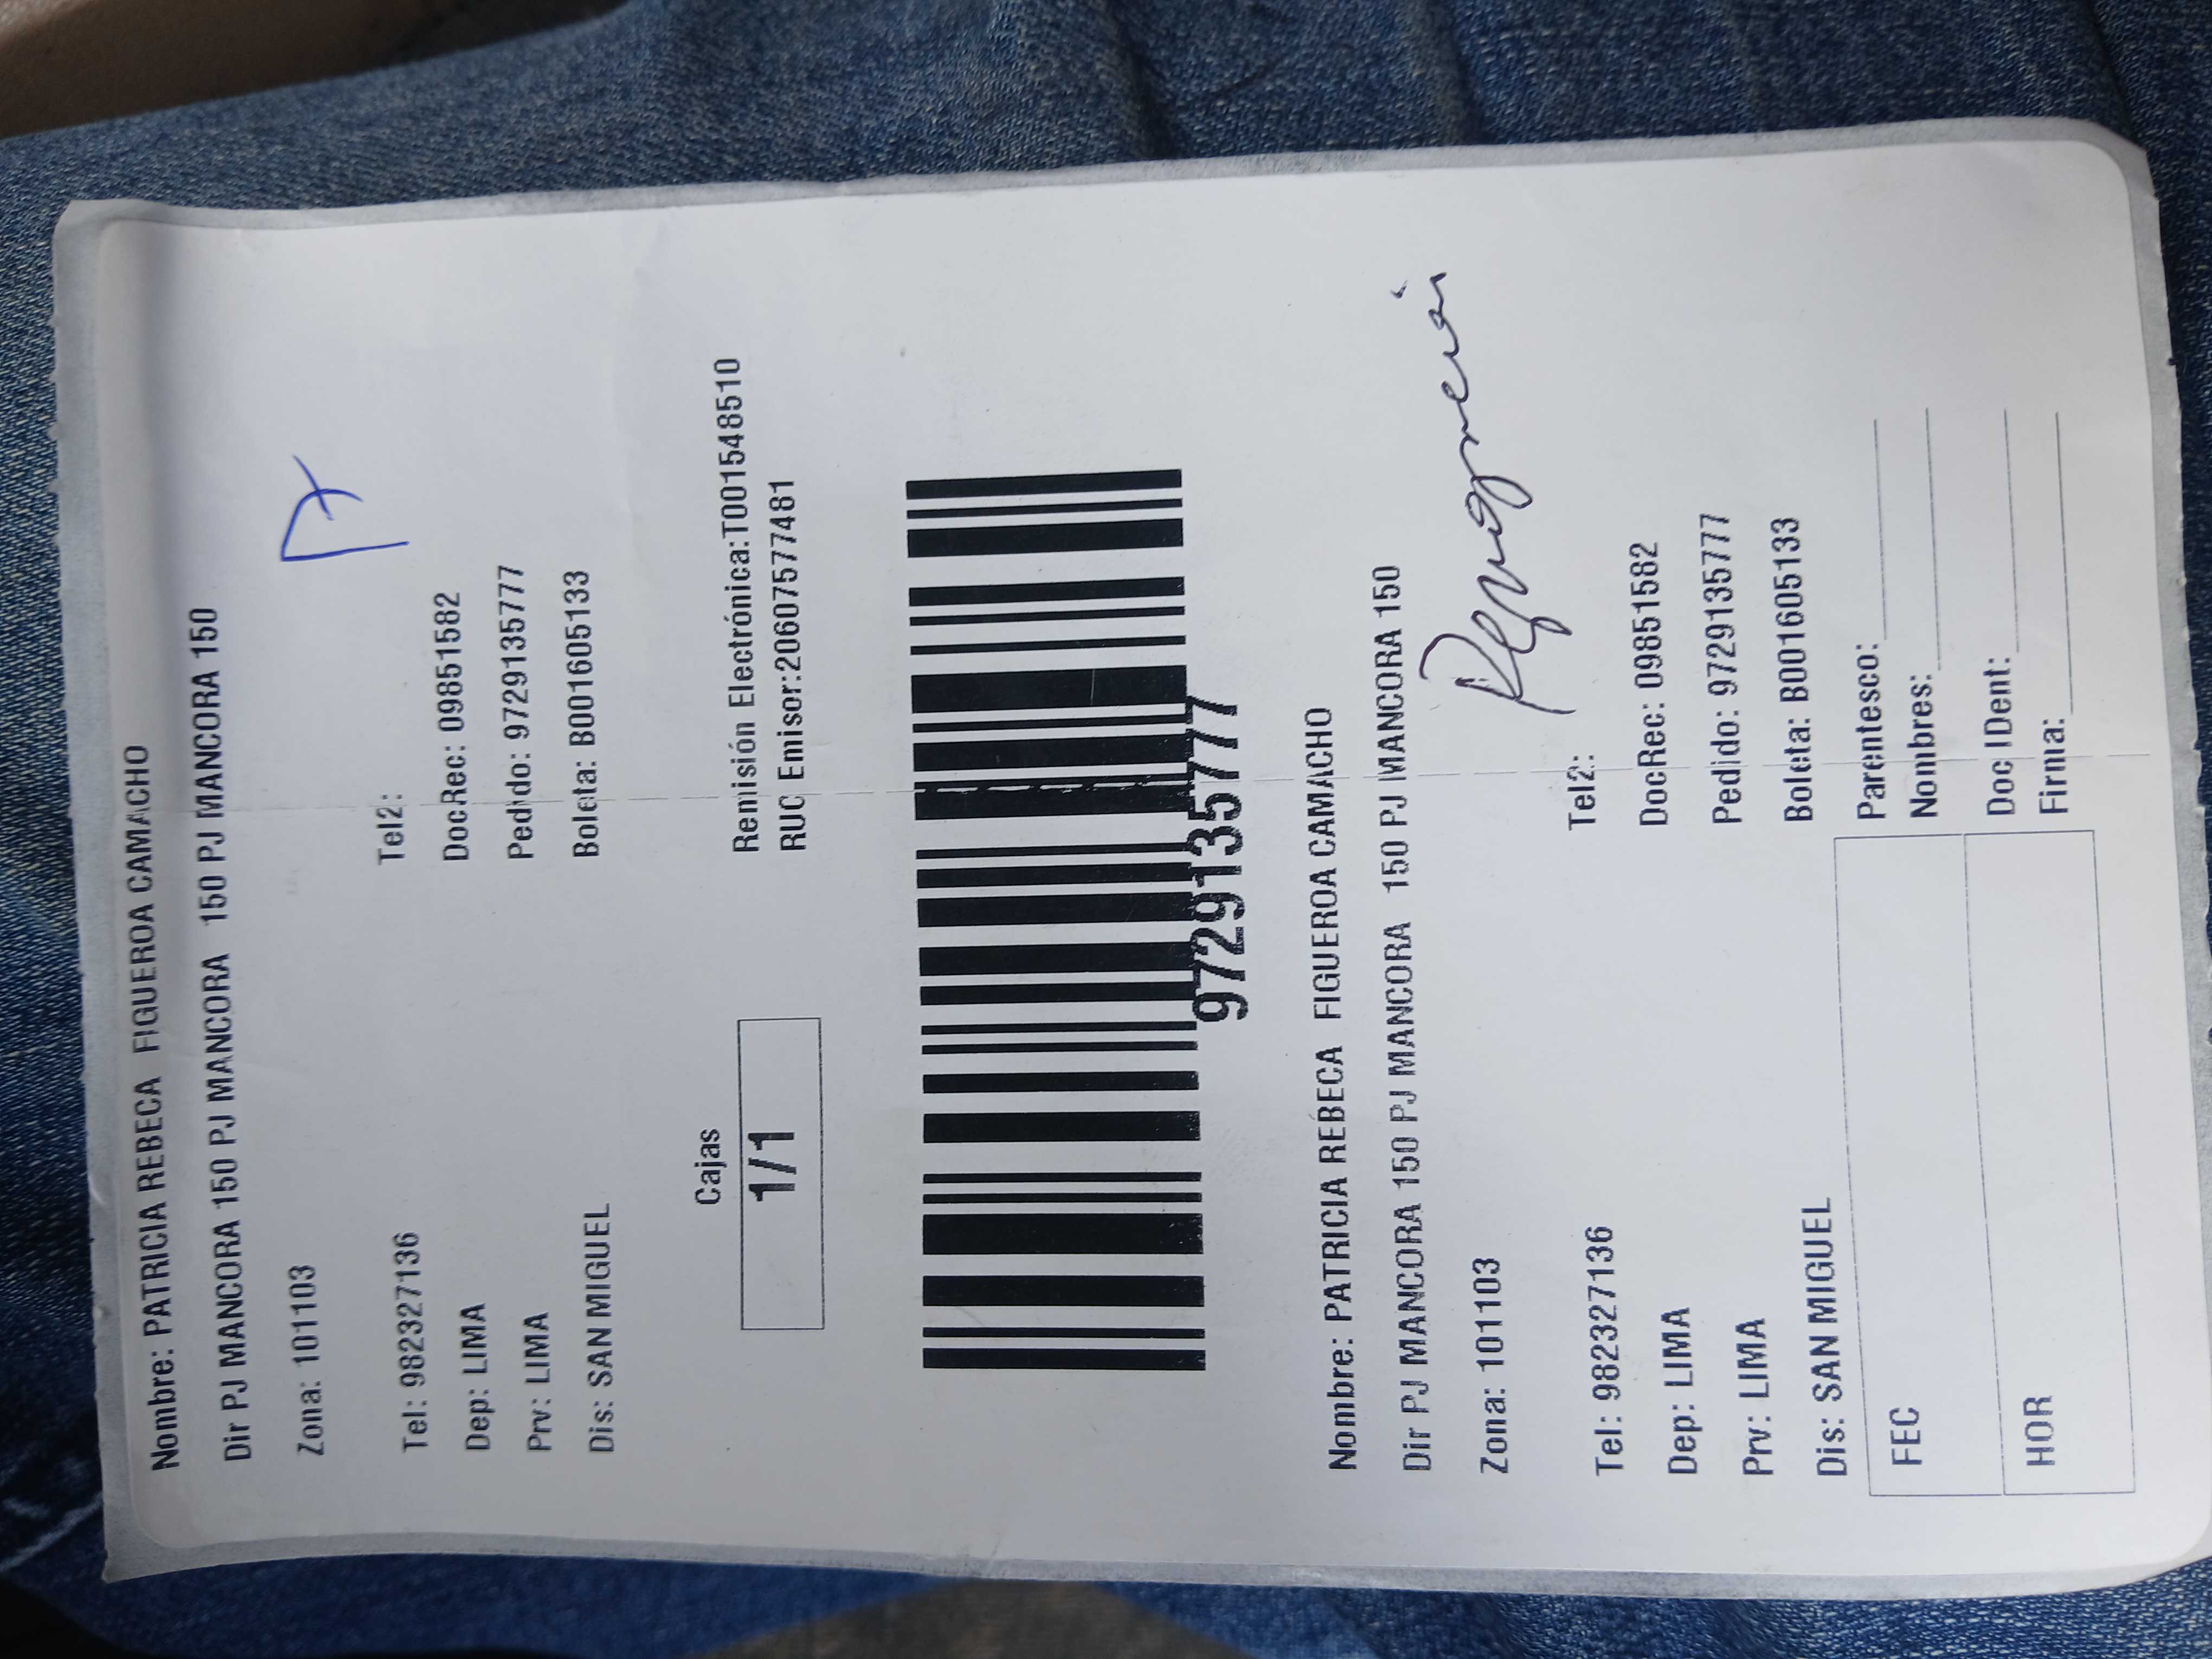 Nombre: PATRICIA REBECA  FIGUEROA CAMACHO
Dir PJ MANCORA 150 PJ MANCORA  150 PJ MANCORA 150
Zona: 101103
Tel: 982327136
Tel2:
Dep: LIMA
DocRec: 09851582
Prv: LIMA
Pedido: 9729135777
Dis: SAN MIGUEL
Boleta: B001605133
Cajas
1/1
Remisión Electrónica:T001548510
RUC Emisor:20607577481
9729135777
Nombre: PATRICIA REBECA  FIGUEROA CAMACHO
Dir PJ MANCORA 150 PJ MANCORA  150 PJ MANCORA 150
Zona: 101103
Tel: 982327136
Tel2:
Dep: LIMA
DocRec: 09851582
Prv: LIMA
Pedido: 9729135777
Dis: SAN MIGUEL
Boleta: B001605133
FEC
Parentesco:
Nombres:
HOR
Doc IDent:
Firma: